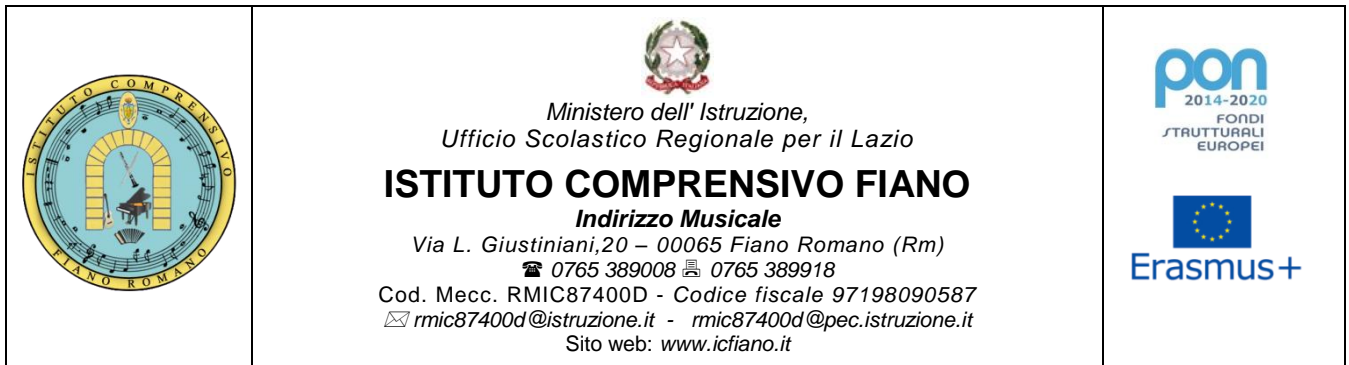 ISTITUTO COMPRENSIVO
FIANO ROMANO
Ministero dell' Istruzione,
Ufficio Scolastico Regionale per il Lazio
ISTITUTO COMPRENSIVO FIANO
Indirizzo Musicale
Via L. Giustiniani,20 – 00065 Fiano Romano (Rm)
☎ 0765 389008 📠 0765 389918
Cod. Mecc. RMIC87400D - Codice fiscale 97198090587
✉ rmic87400d@istruzione.it - rmic87400d@pec.istruzione.it
Sito web: www.icfiano.it
pon
2014-2020
FONDI
STRUTTURALI
EUROPEI
Erasmus+